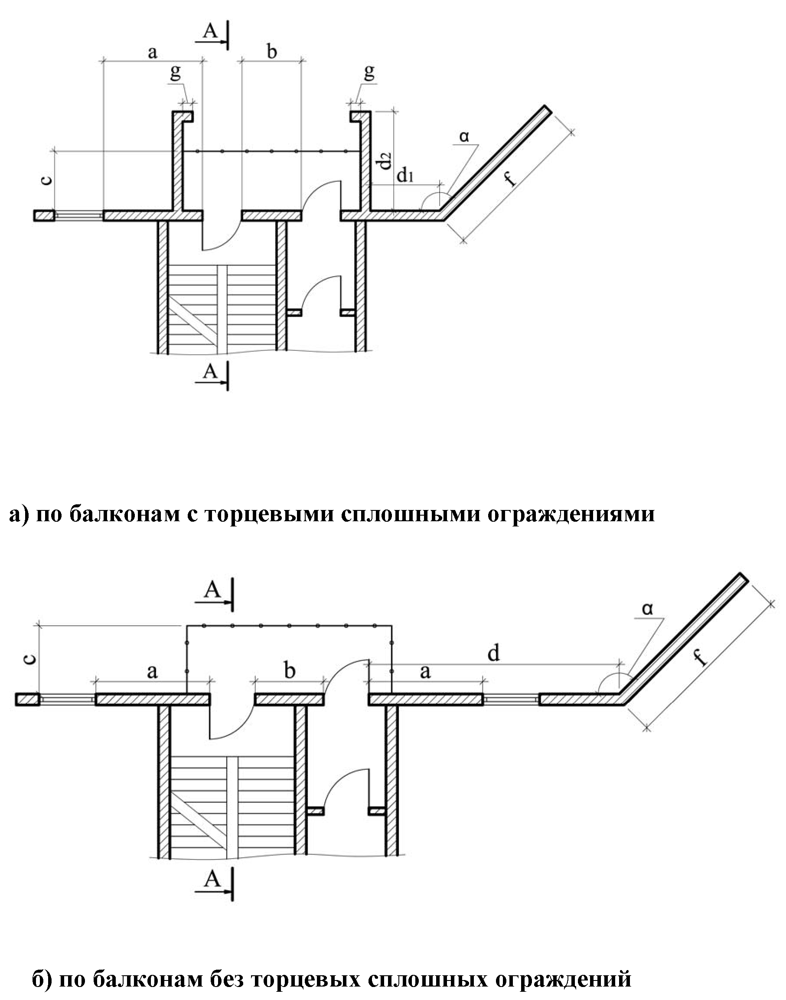 A
a
b
g
g
α
c
d2
d1
f
A
а) по балконам с торцевыми сплошными ограждениями
A
α
c
d
f
a
b
a
A
б) по балконам без торцевых сплошных ограждений